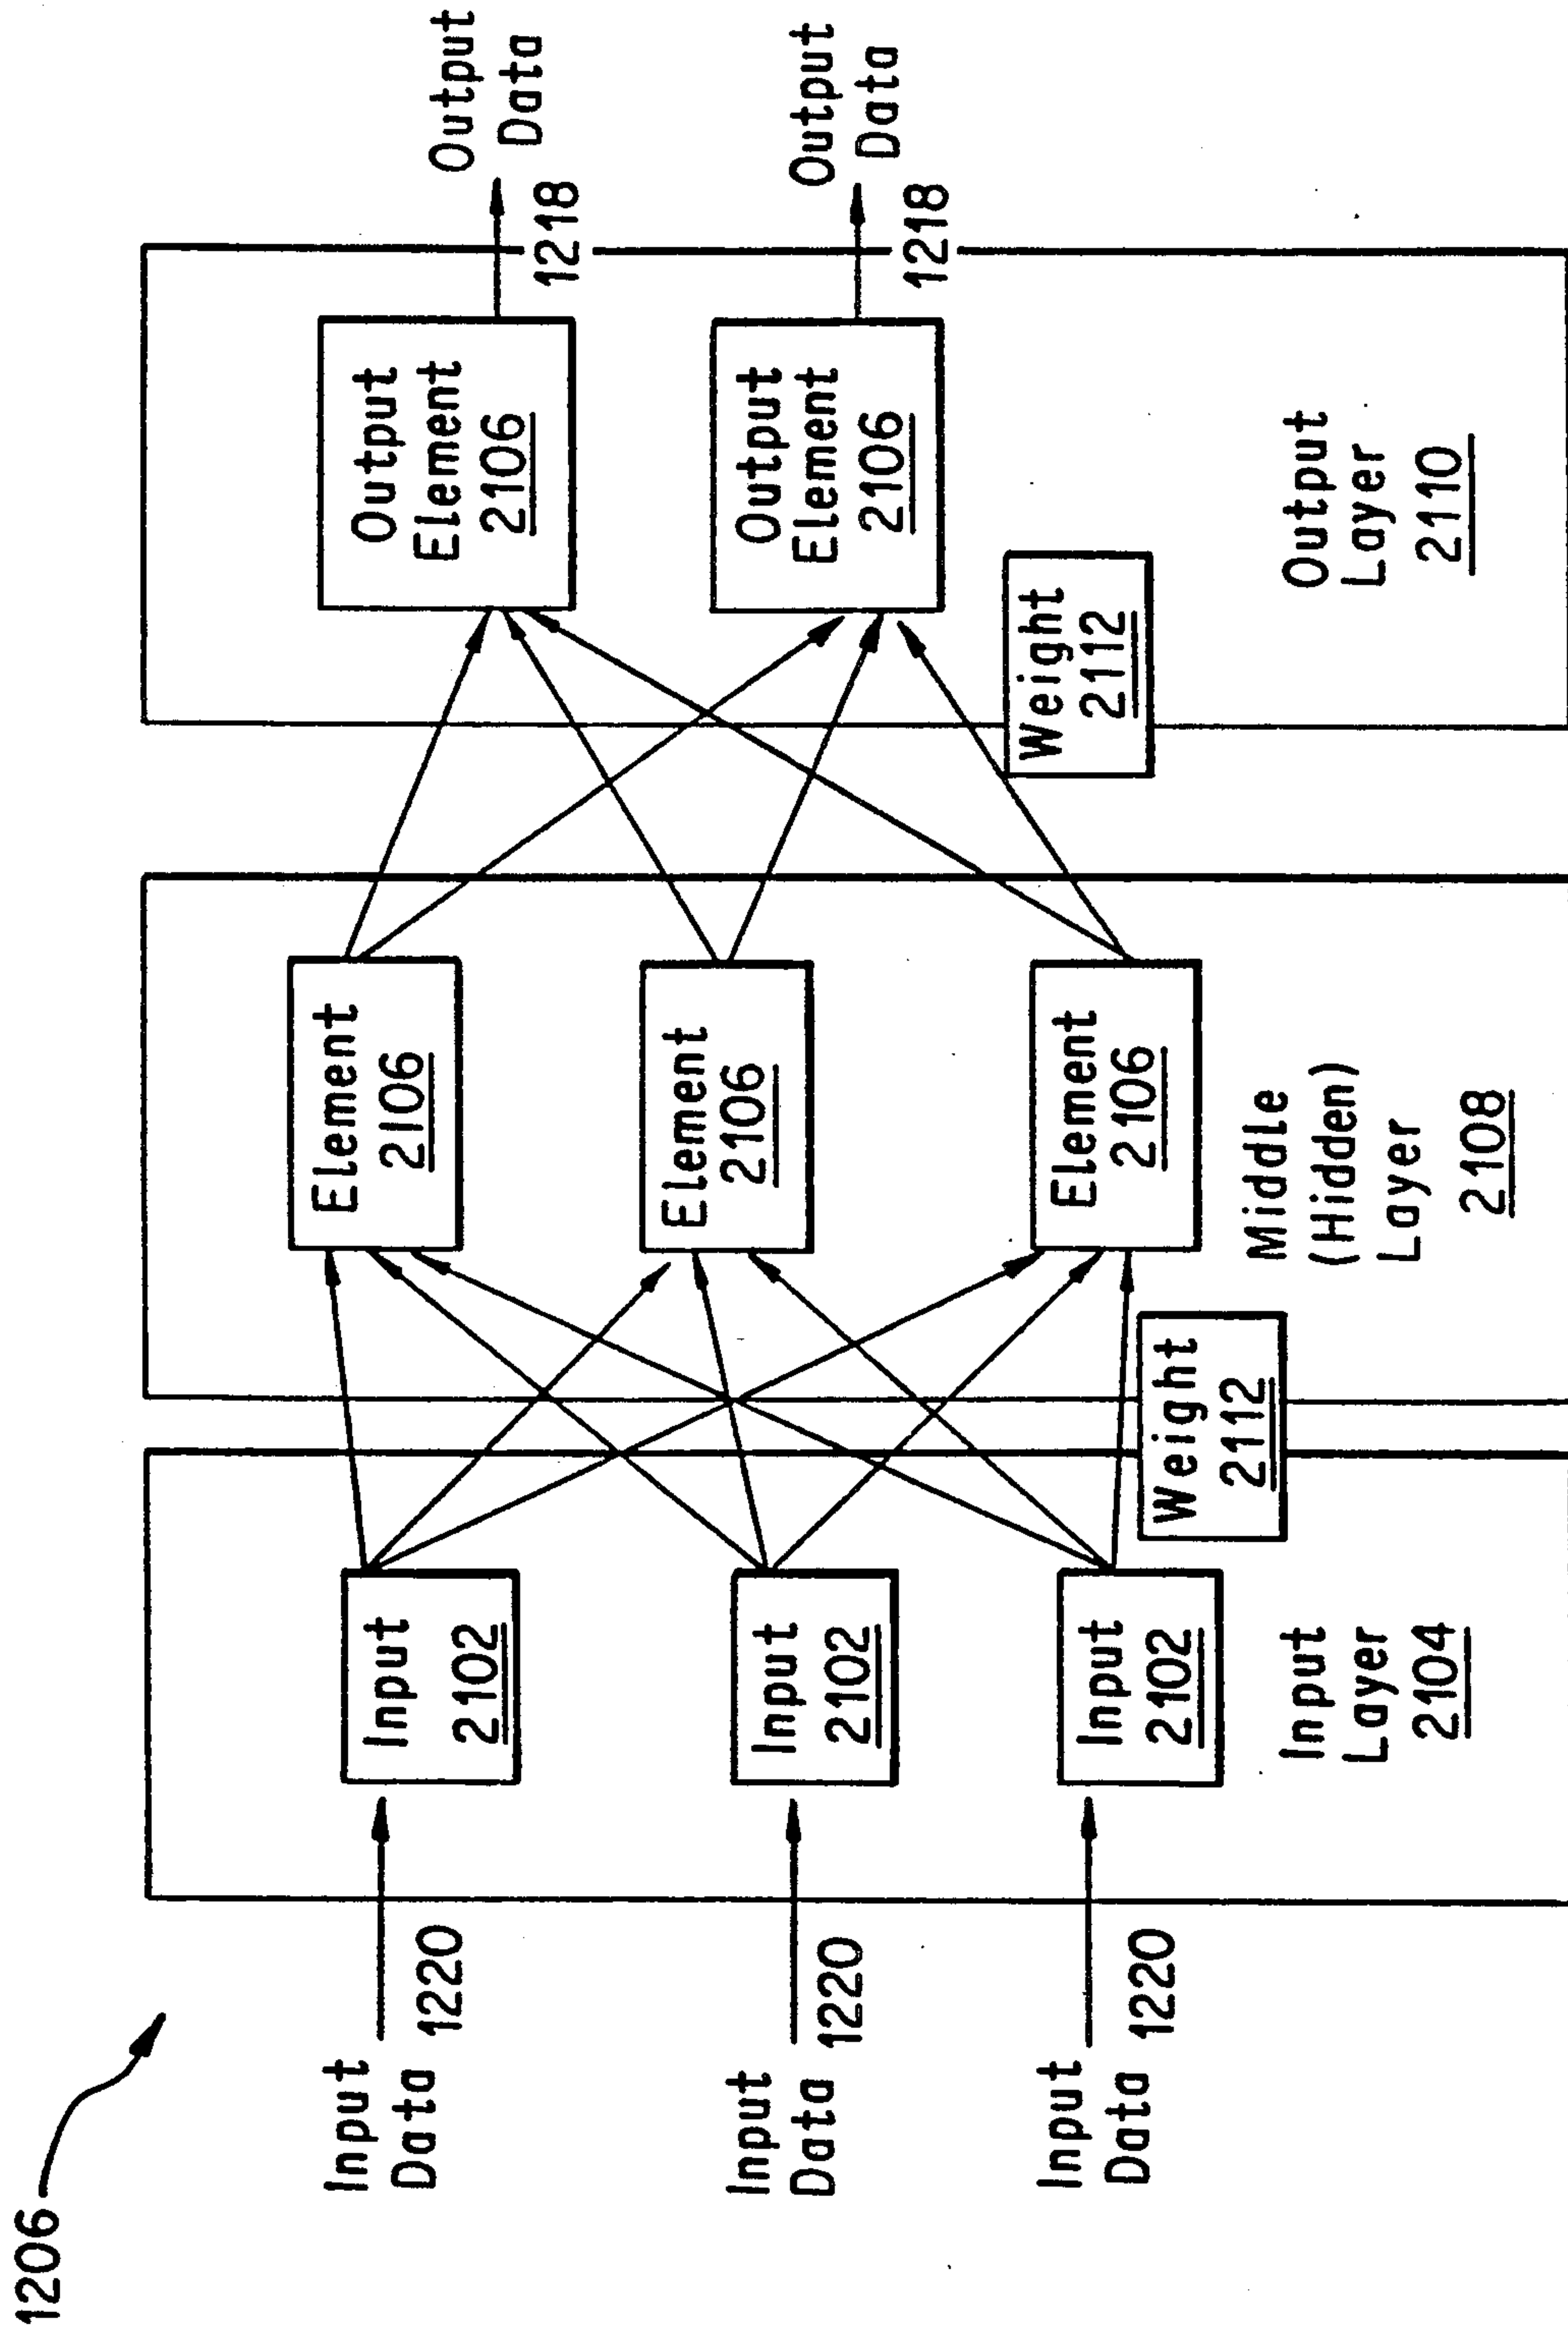 1206
Input
Data 1220
Input
Data 1220
Input
Data 1220
Input
2102
Input
2102
Input
2102
Input
Layer
2104
Weight
2112
Element
2106
Element
2106
Element
2106
Middle
(Hidden)
Layer
2108
Weight
2112
Output
Element
2106
Output
Element
2106
Output
Layer
2110
1218
Output
Data
1218
Output
Data